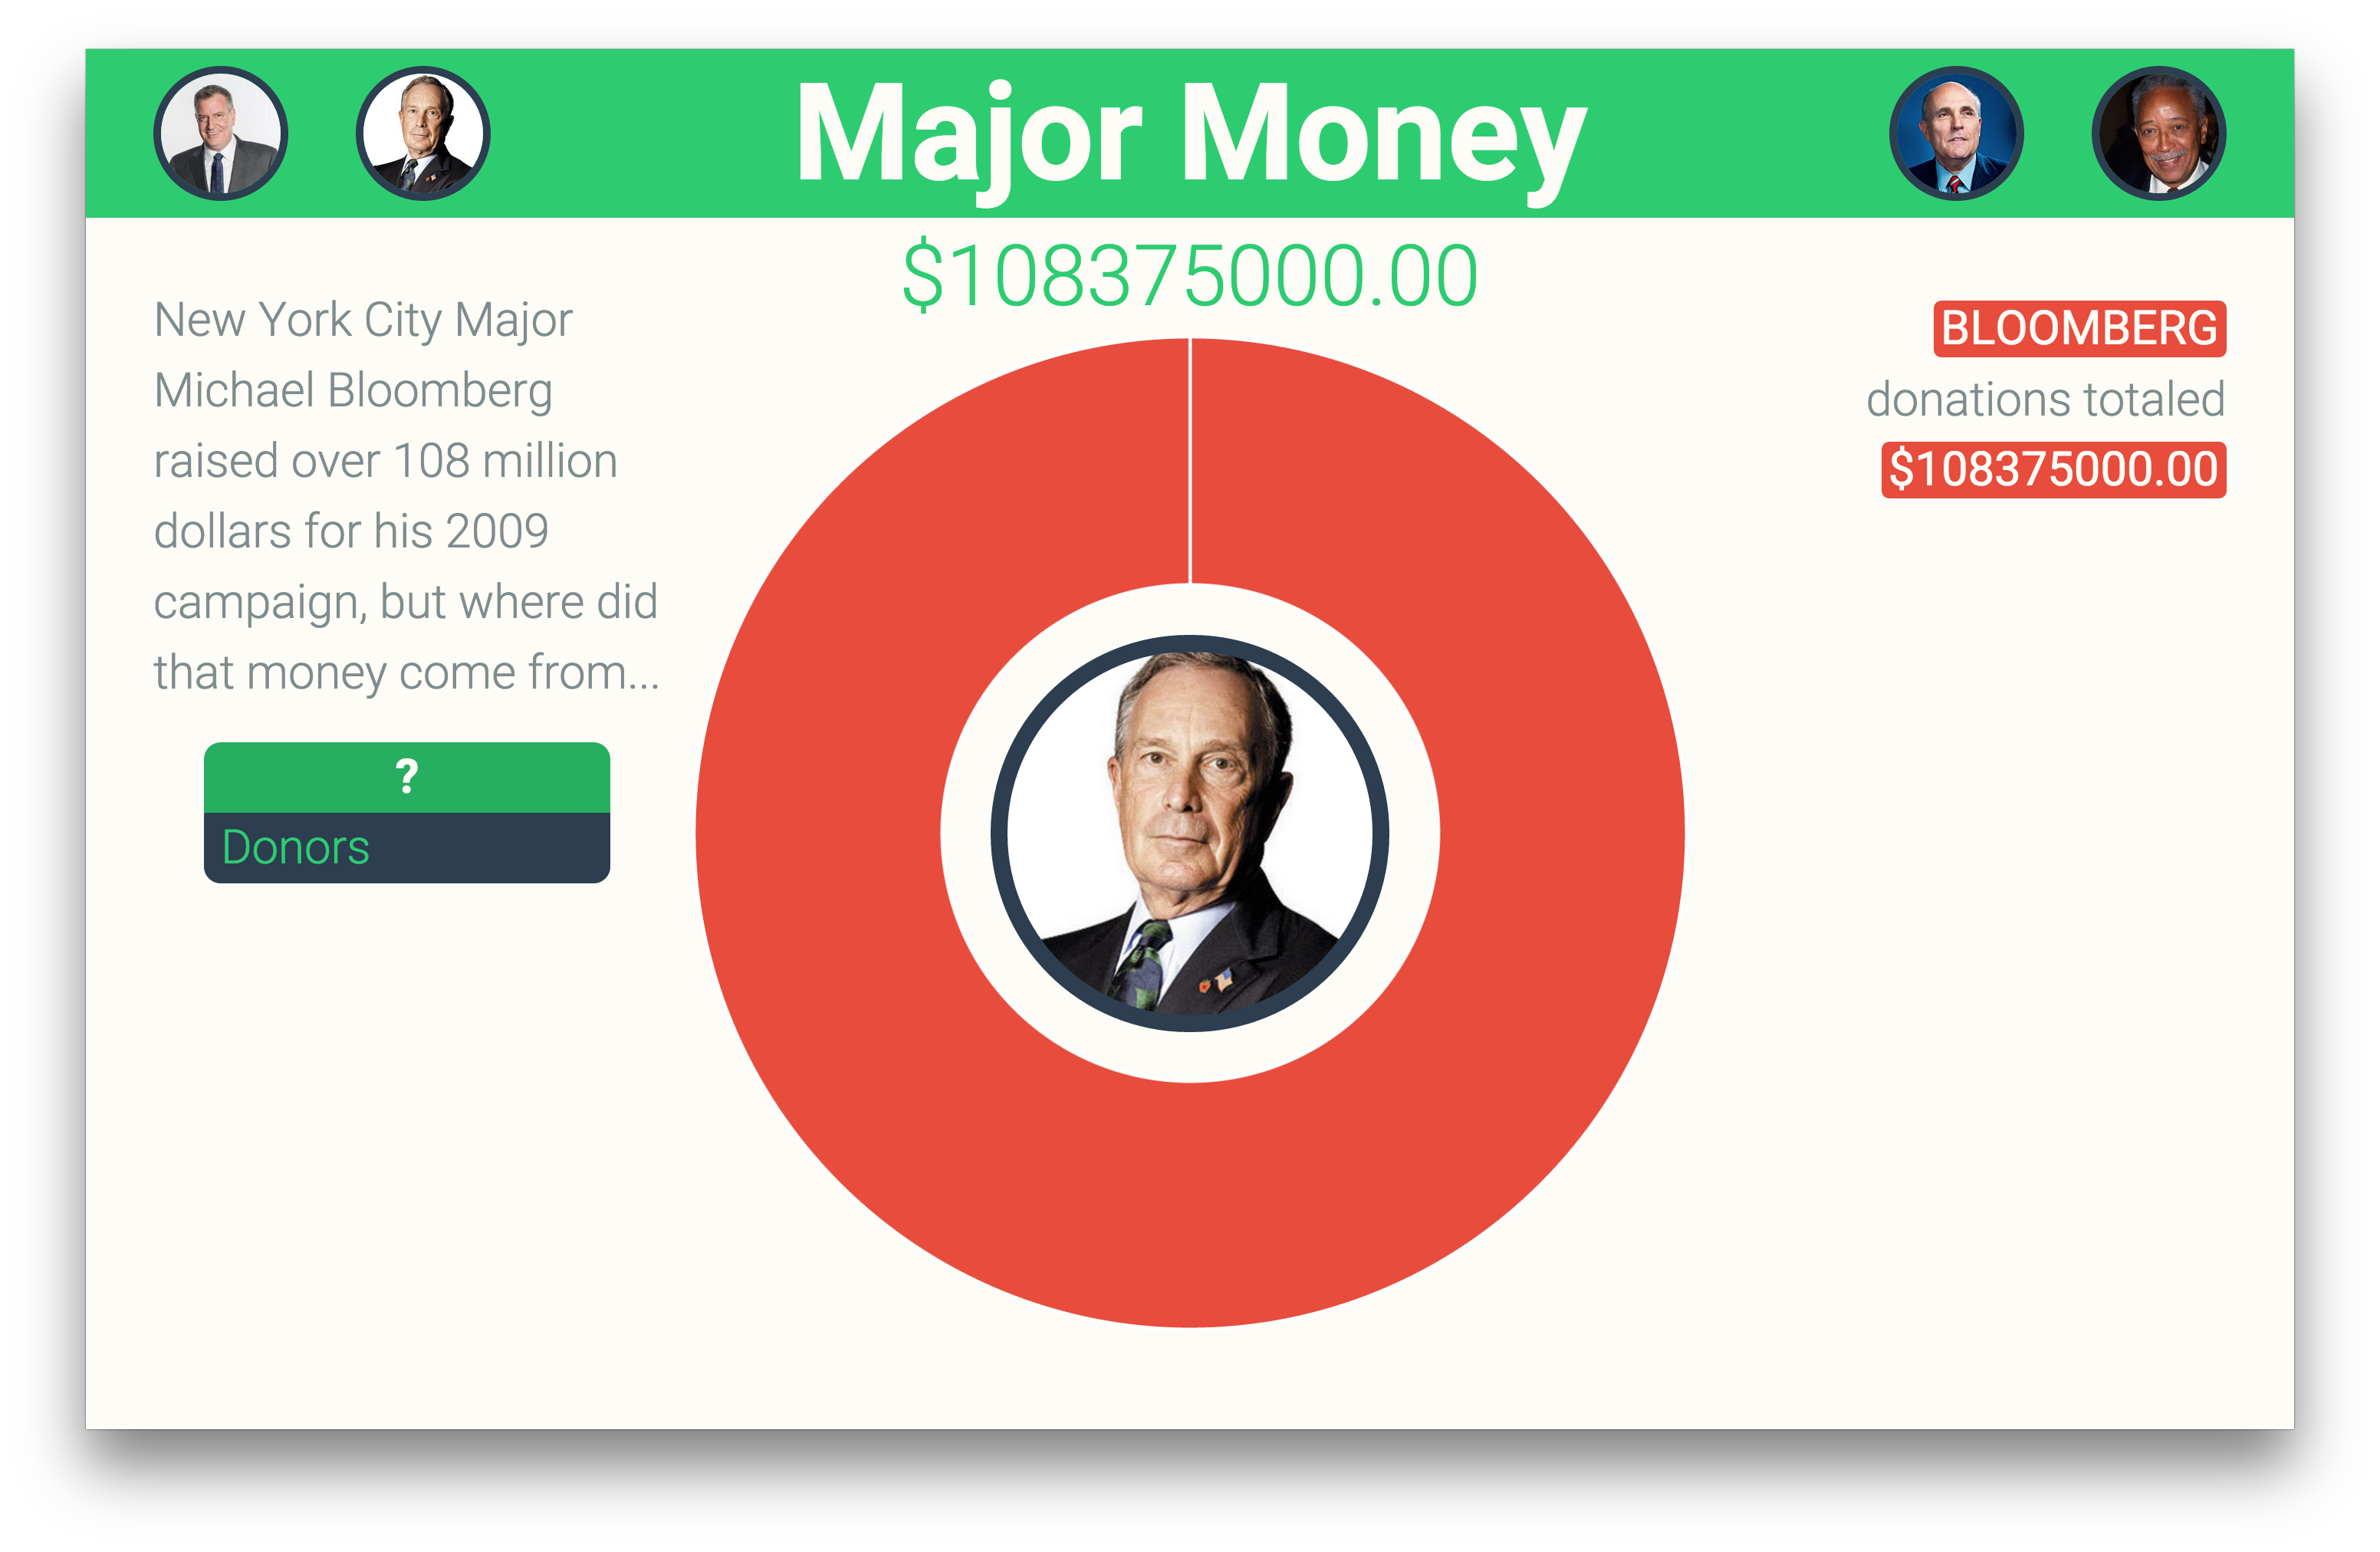 Major Money
$108375000.00
New York City Major
Michael Bloomberg
raised over 108 million
dollars for his 2009
campaign, but where did
that money come from...
?
Donors
BLOOMBERG
donations totaled
$108375000.00